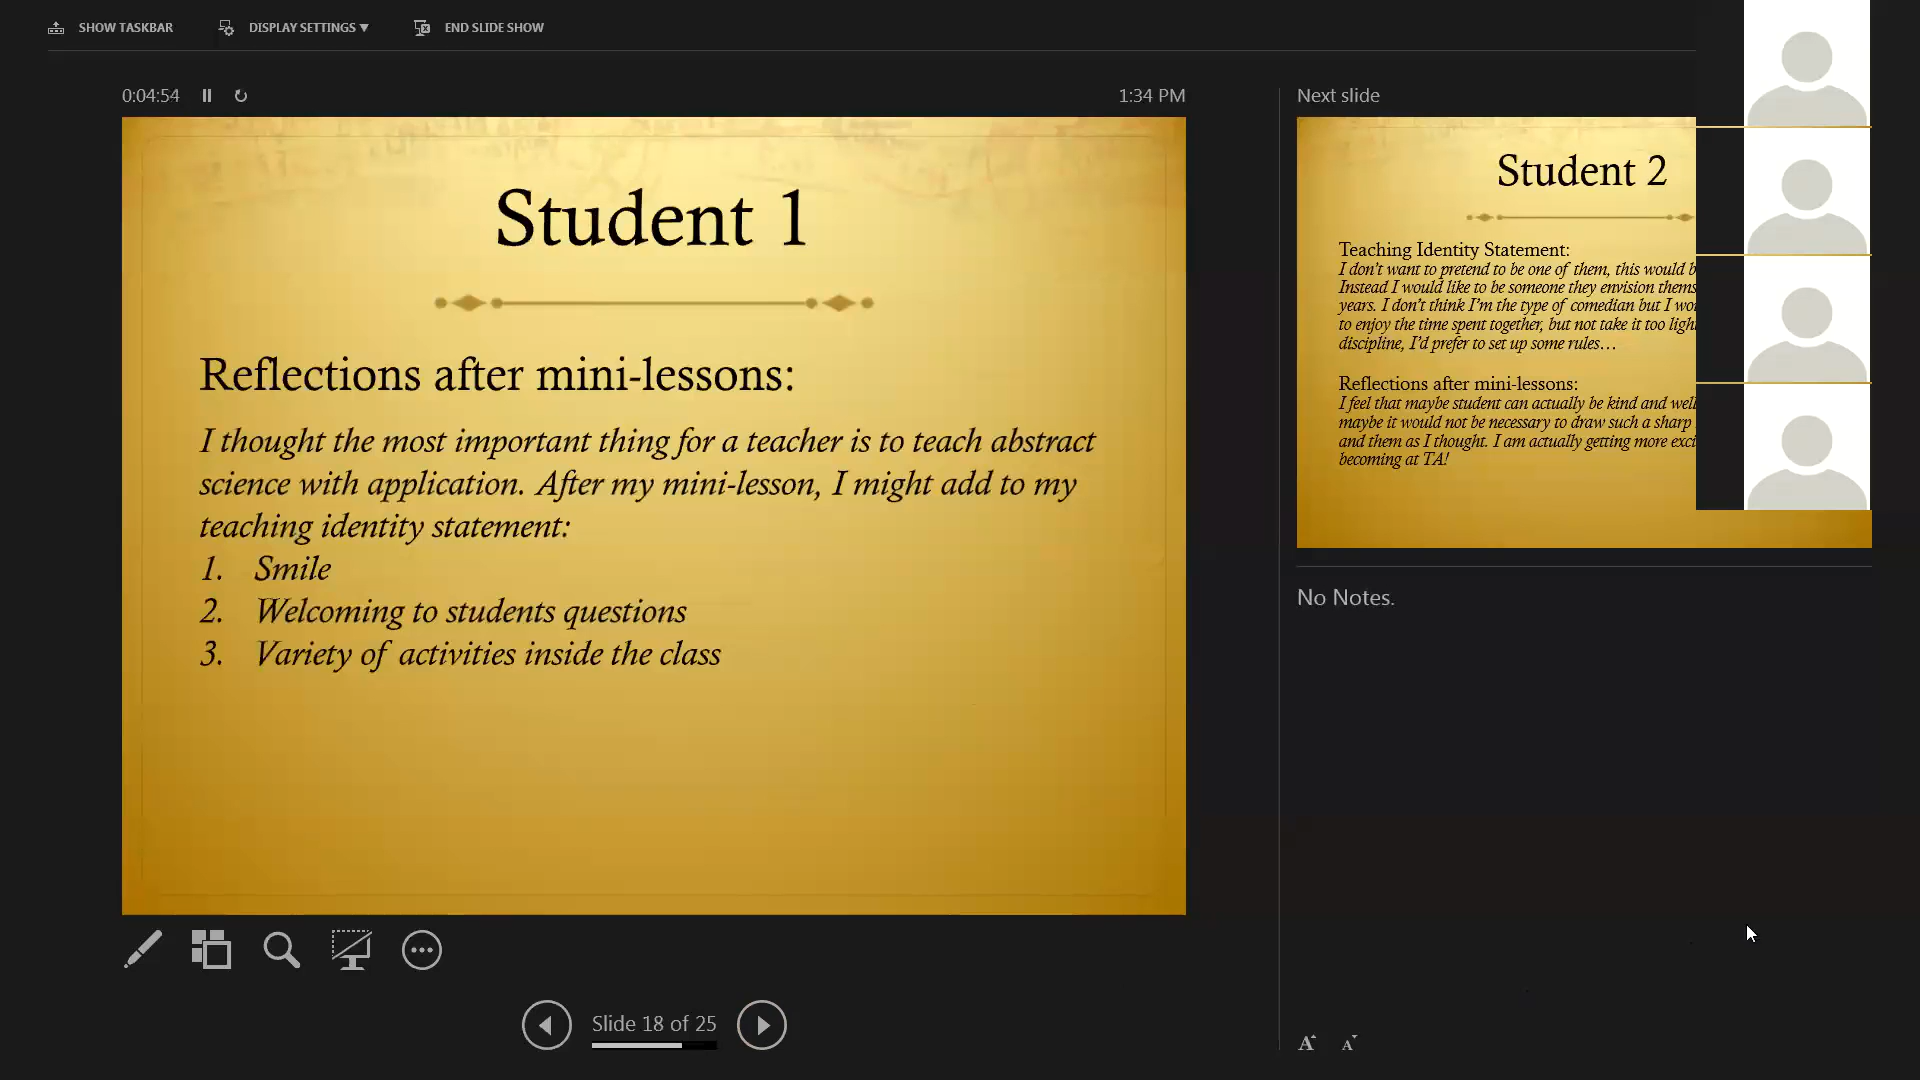 SHOW TASKBAR
DISPLAY SETTINGS ▼
END SLIDE SHOW
0:04:54
1:34 PM
Student 1
Reflections after mini-lessons:
I thought the most important thing for a teacher is to teach abstract
science with application. After my mini-lesson, I might add to my
teaching identity statement:
1. Smile
2. Welcoming to students questions
3. Variety of activities inside the class
Slide 18 of 25
Next slide
Student 2
Teaching Identity Statement:
I don't want to pretend to be one of them, this would
Instead I would like to be someone they envision
years. I don't think I'm the type of comedian but I
to enjoy the time spent together, but not take it too
discipline, I'd prefer to set up some rules…
Reflections after mini-lessons:
I feel that maybe student can actually be kind and
maybe it would not be necessary to draw such a sharp
and them as I thought. I am actually getting more
becoming at TA!
No Notes.
A A